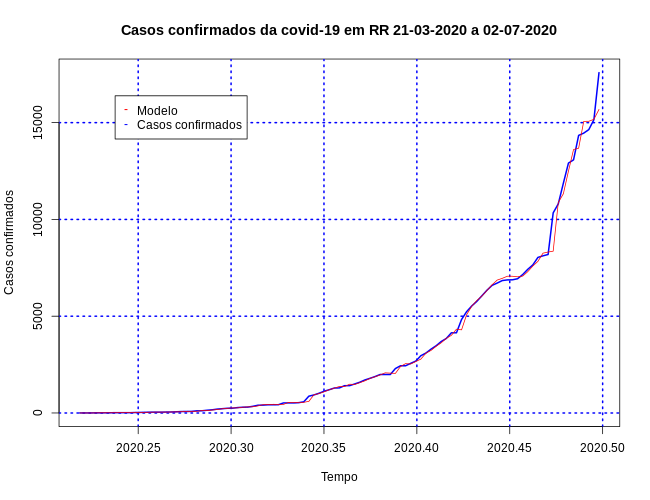 Casos confirmados da covid-19 em RR 21-03-2020 a 02-07-2020
Casos confirmados
15000
10000
5000
0
Modelo
Casos confirmados
2020.25 2020.30 2020.35 2020.40 2020.45 2020.50
Tempo